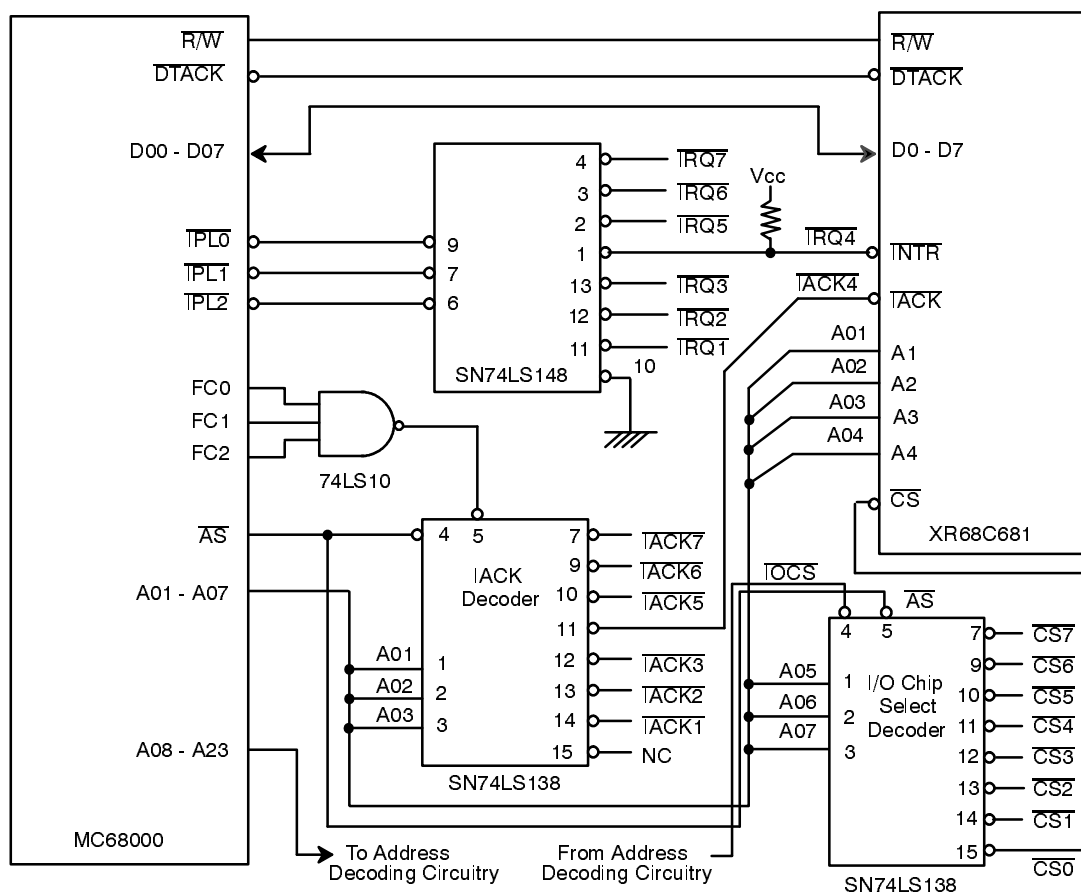 R/W
DTACK
D00 - D07
IPL0
IPL1
IPL2
FC0
FC1
FC2
AS
A01 - A07
A08 - A23
MC68000
74LS10
9
7
6
4
3
2
1
13
12
11
10
SN74LS148
IRQ7
IRQ6
IRQ5
IRQ4
IRQ3
IRQ2
IRQ1
Vcc
IACK4
A01
A02
A03
A04
R/W
DTACK
D0 - D7
INTR
IACK
A1
A2
A3
A4
CS
XR68C681
4
5
IACK
Decoder
A01
A02
A03
1
2
3
7
9
10
11
12
13
14
15
IACK7
IACK6
IACK5
IACK3
IACK2
IACK1
NC
SN74LS138
IOCS
AS
4
5
A05
A06
A07
1
2
3
I/O Chip
Select
Decoder
7
9
10
11
12
13
14
15
CS7
CS6
CS5
CS4
CS3
CS2
CS1
CS0
SN74LS138
To Address
Decoding Circuitry
From Address
Decoding Circuitry